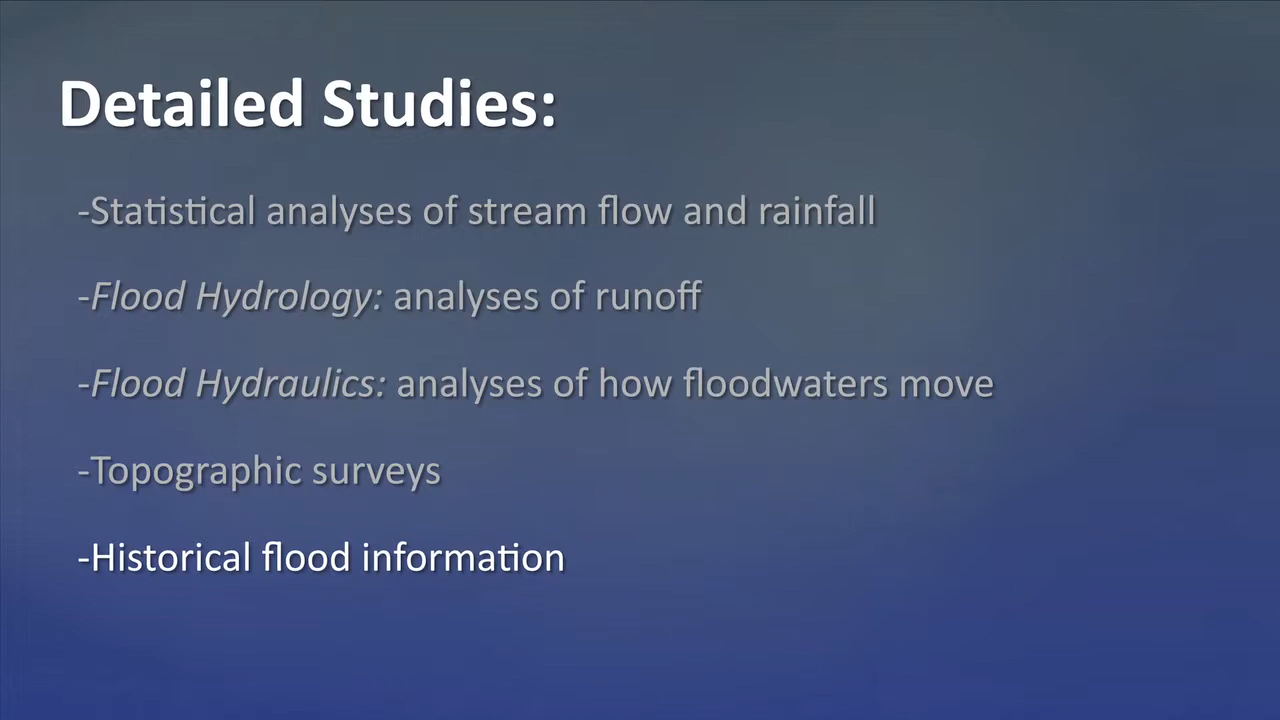 Detailed Studies:
-Statistical analyses of stream flow and rainfall
-Flood Hydrology: analyses of runoff
-Flood Hydraulics: analyses of how floodwaters move
-Topographic surveys
-Historical flood information